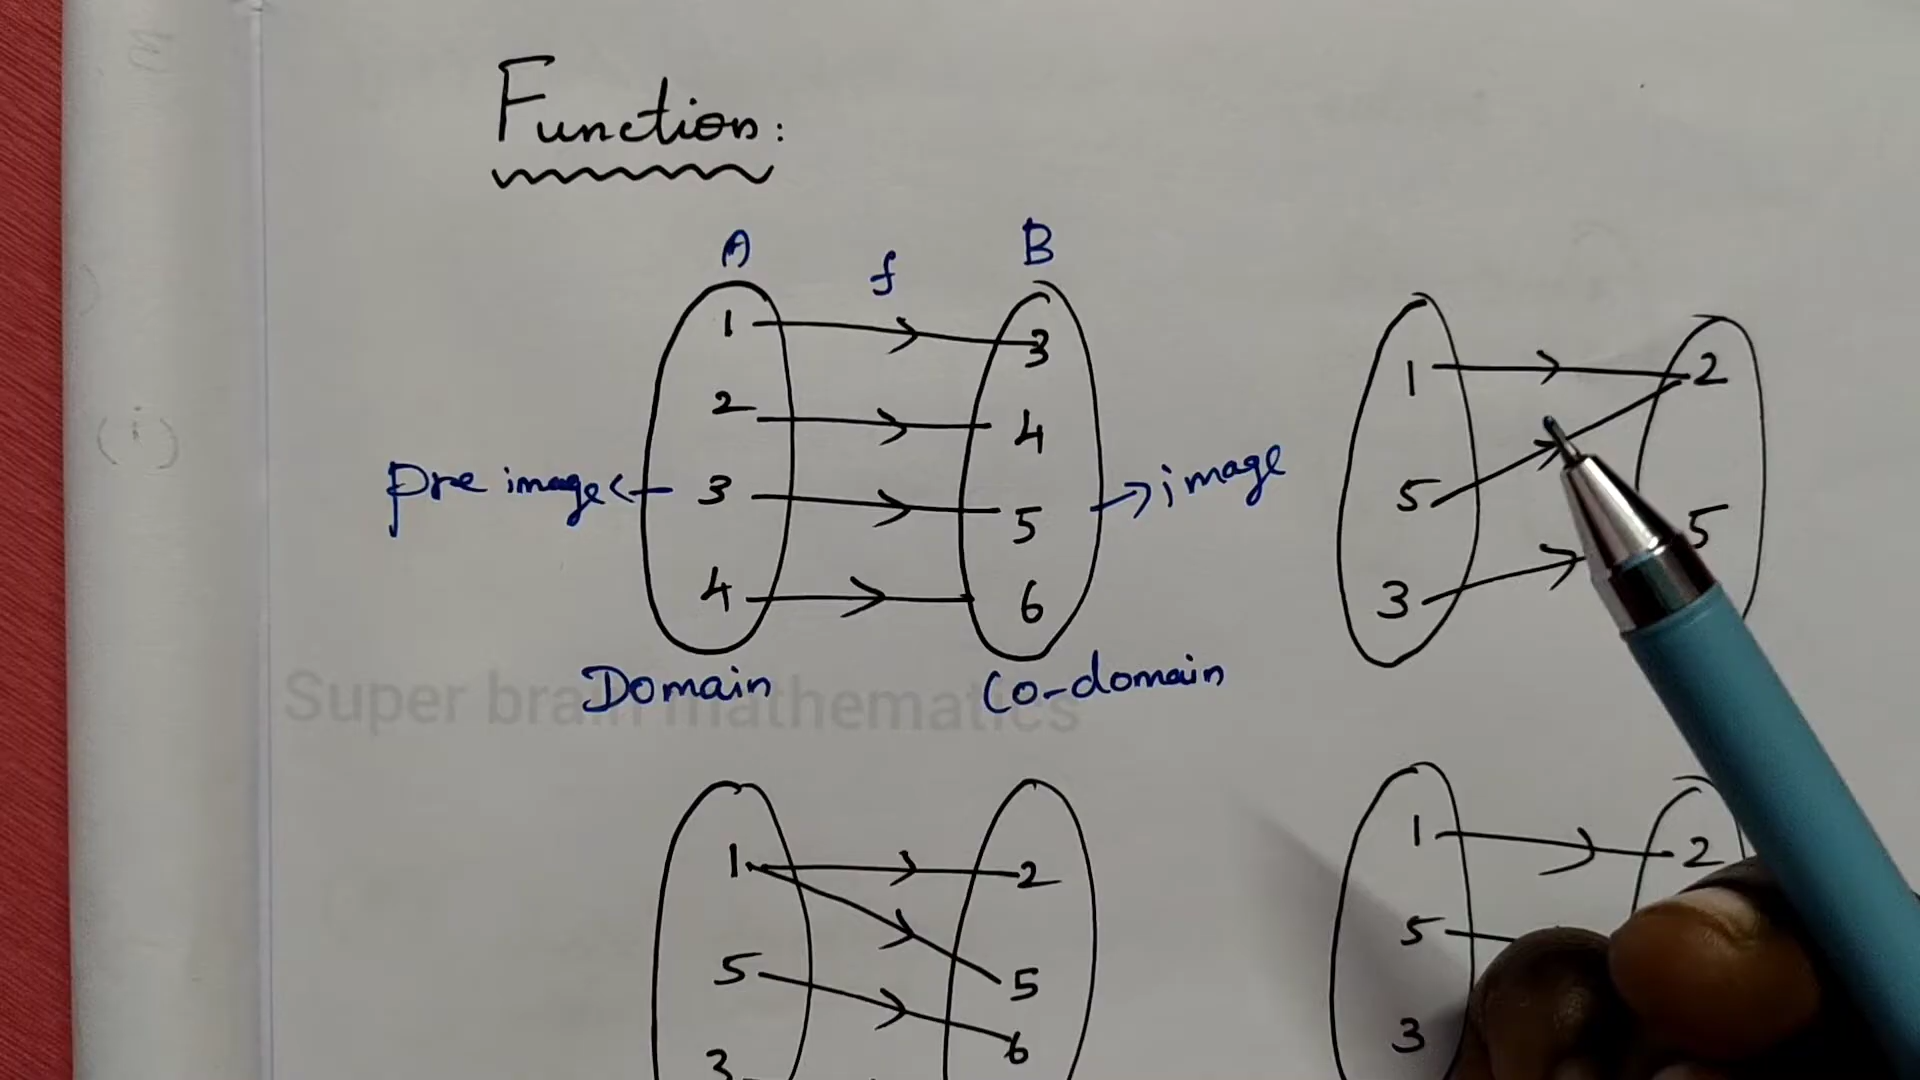 Function:
A f B
1 3
2 4
pre image 3 5 image
4 6
Domain Co-domain
Super brain mathematics
1 2
5 5
3
1 2
5 5
3 6
1 2
5
3